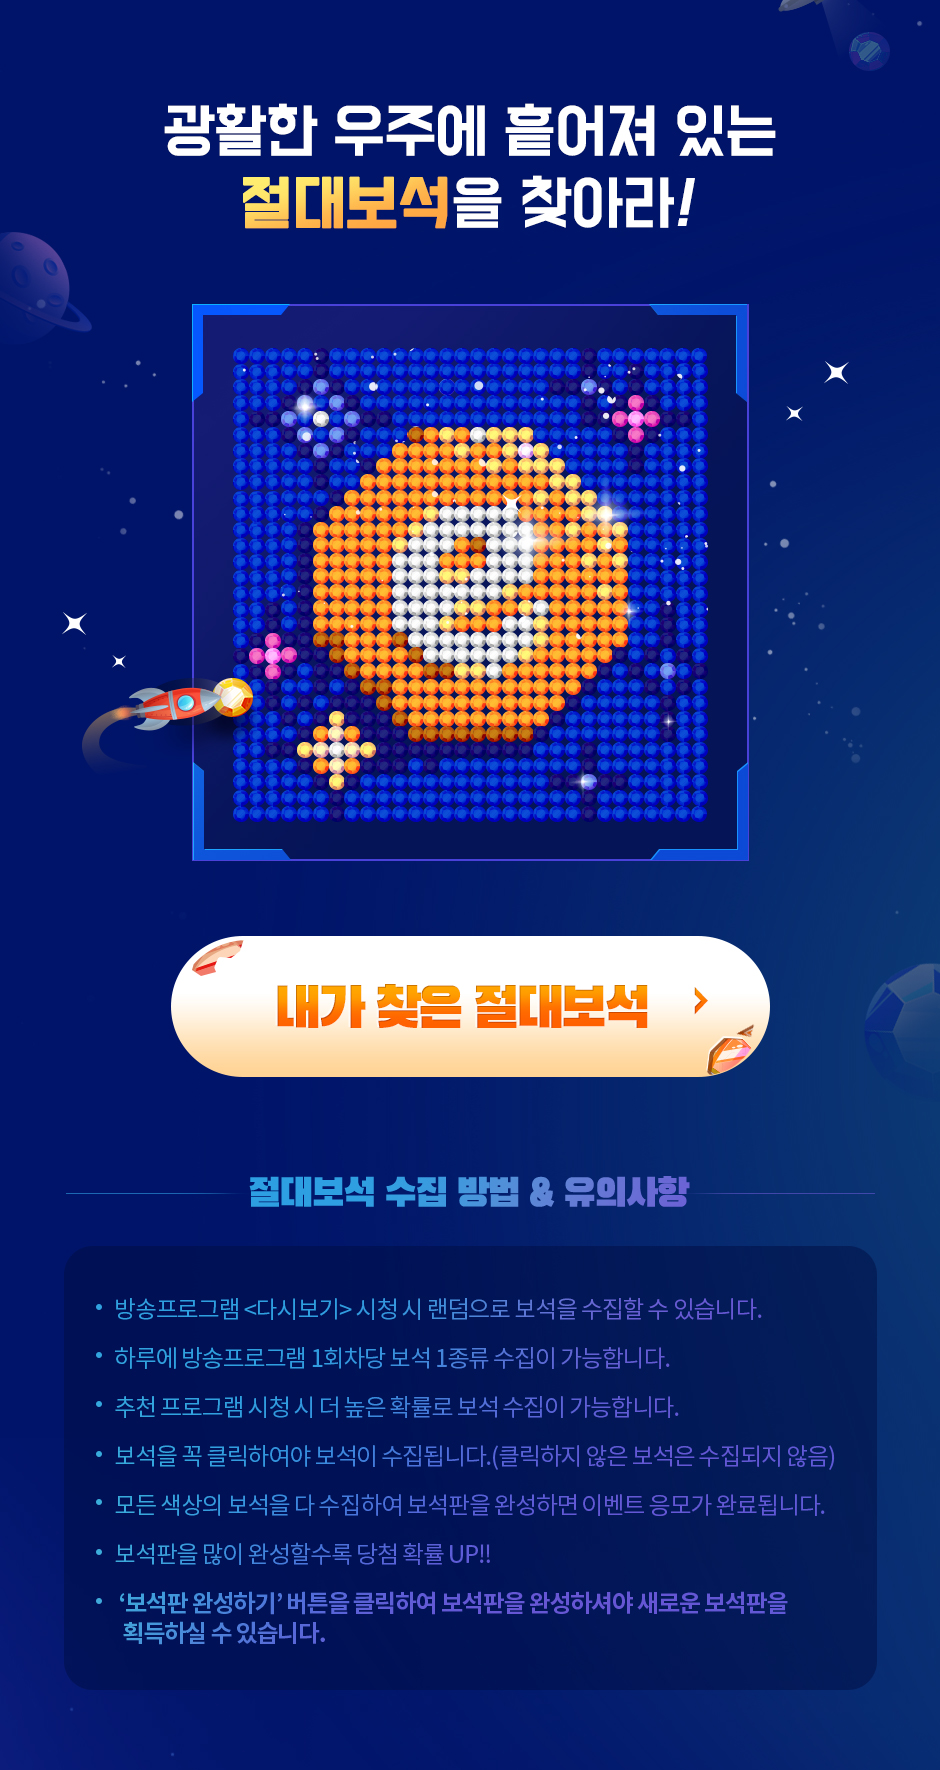 광활한 우주에 흩어져 있는
절대보석을 찾아라!
e
내가 찾은 절대보석 >
절대보석 수집 방법 & 유의사항
• 방송프로그램 <다시보기> 시청 시 랜덤으로 보석을 수집할 수 있습니다.
• 하루에 방송프로그램 1회차당 보석 1종류 수집이 가능합니다.
• 추천 프로그램 시청 시 더 높은 확률로 보석 수집이 가능합니다.
• 보석을 꼭 클릭하여야 보석이 수집됩니다.(클릭하지 않은 보석은 수집되지 않음)
• 모든 색상의 보석을 다 수집하여 보석판을 완성하면 이벤트 응모가 완료됩니다.
• 보석판을 많이 완성할수록 당첨 확률 UP!!
• ‘보석판 완성하기’ 버튼을 클릭하여 보석판을 완성하셔야 새로운 보석판을
획득하실 수 있습니다.